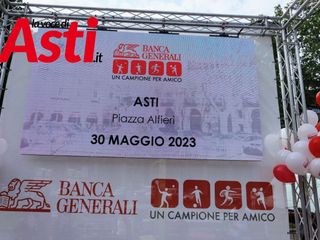 la voce di
Asti.it
BANCA
GENERALI
UN CAMPIONE PER AMICO
ASTI
Piazza Alfieri
30 MAGGIO 2023
BANCA
GENERALI
UN CAMPIONE PER AMICO